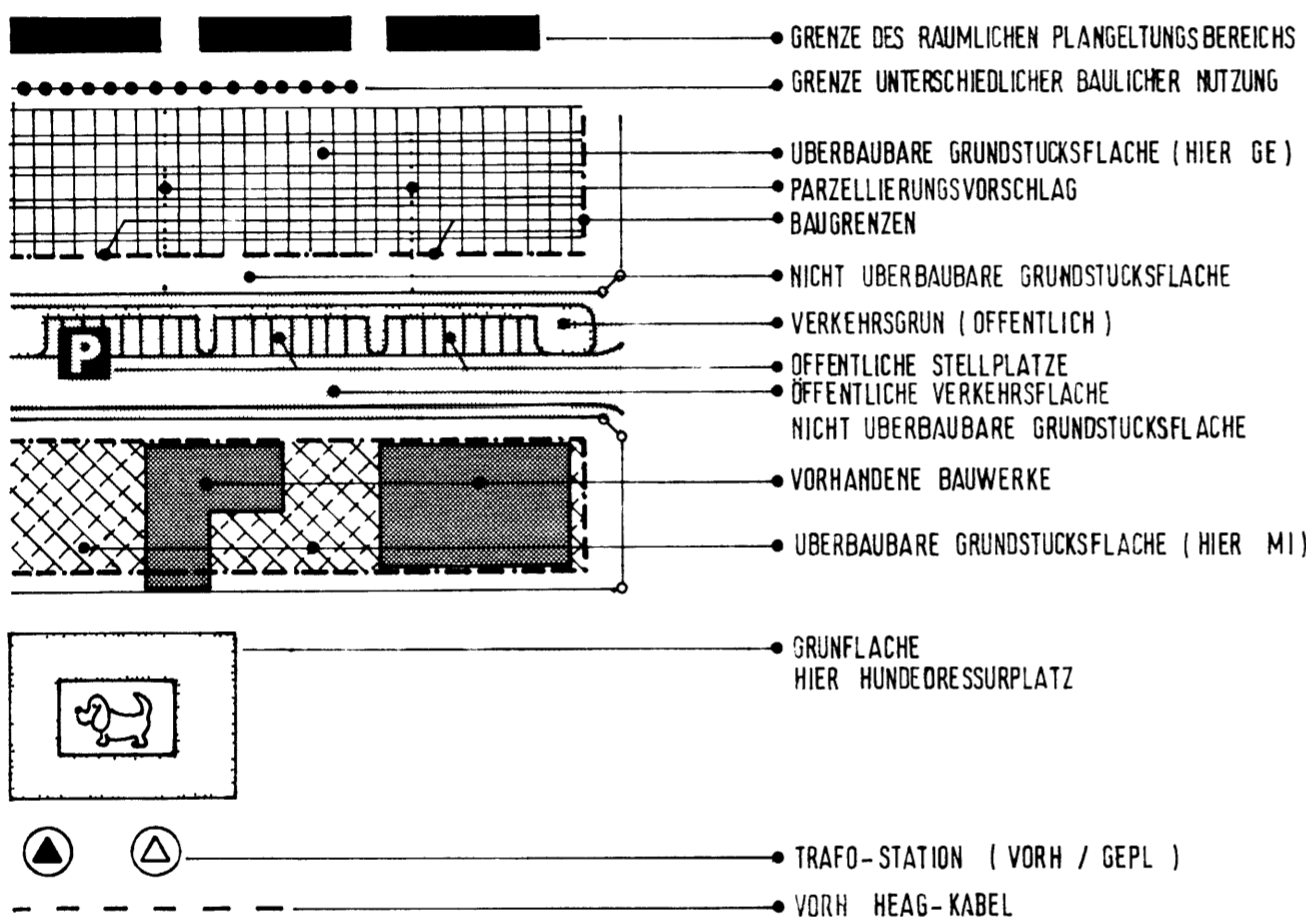 GRENZE DES RAUMLICHEN PLANGELTUNGSBEREICHS
GRENZE UNTERSCHIEDLICHER BAULICHER NUTZUNG
UBERBAUBARE GRUNDSTUCKSFLACHE (HIER GE)
PARZELLIERUNGSVORSCHLAG
BAUGRENZEN
NICHT UBERBAUBARE GRUNDSTUCKSFLACHE
VERKEHRSGRUN (OFFENTLICH)
P
OFFENTLICHE STELLPLATZE
ÖFFENTLICHE VERKEHRSFLACHE
NICHT UBERBAUBARE GRUNDSTUCKSFLACHE
VORHANDENE BAUWERKE
UBERBAUBARE GRUNDSTUCKSFLACHE (HIER MI)
GRUNFLACHE
HIER HUNDEDRESSURPLATZ
TRAFO-STATION (VORH / GEPL )
VORH HEAG-KABEL